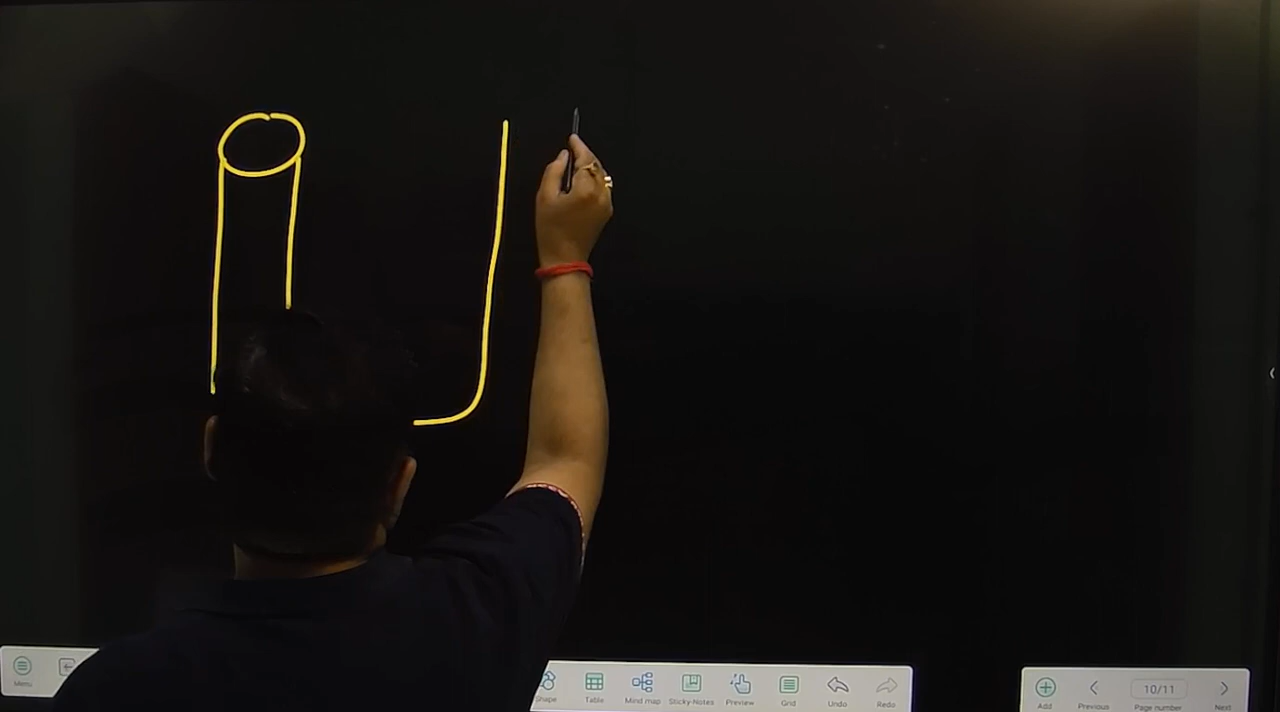 Menu
Shape Table Mind map Sticky-Notes Preview Grid Undo Redo
Add Previous 10/11 Page number Next